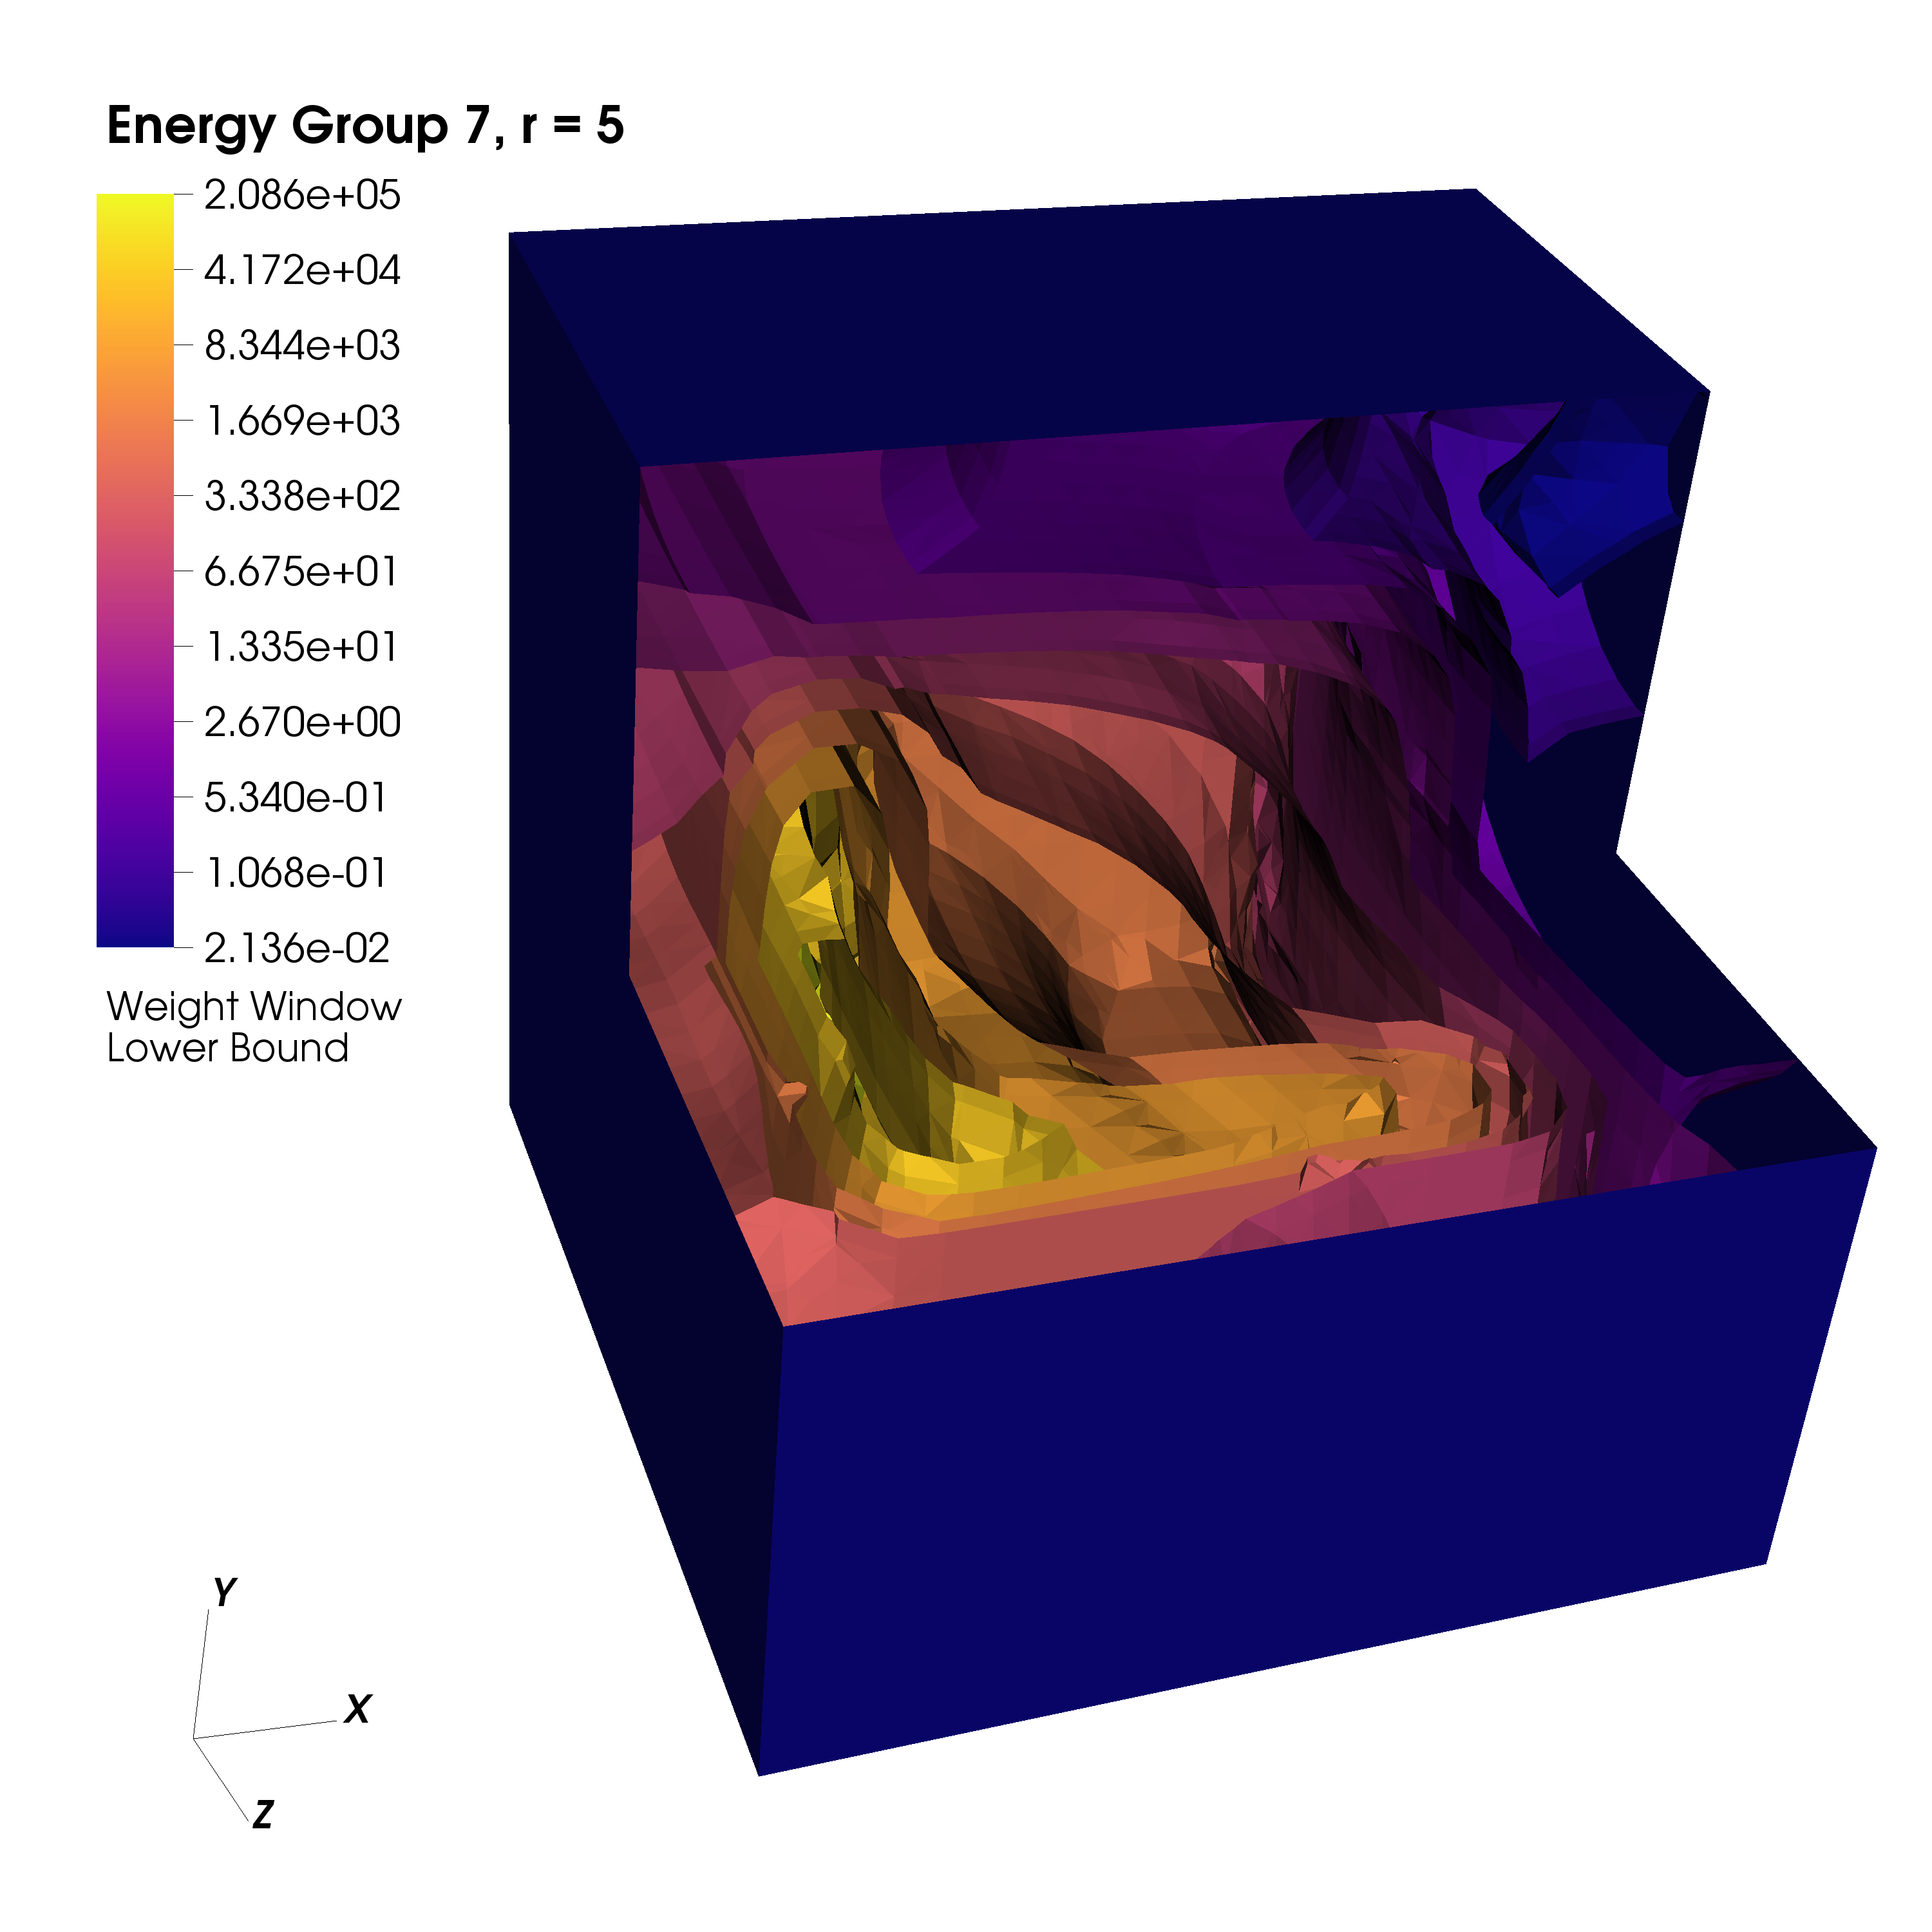 Energy Group 7, r = 5
2.086e+05
4.172e+04
8.344e+03
1.669e+03
3.338e+02
6.675e+01
1.335e+01
2.670e+00
5.340e-01
1.068e-01
2.136e-02
Weight Window
Lower Bound
Y
X
Z